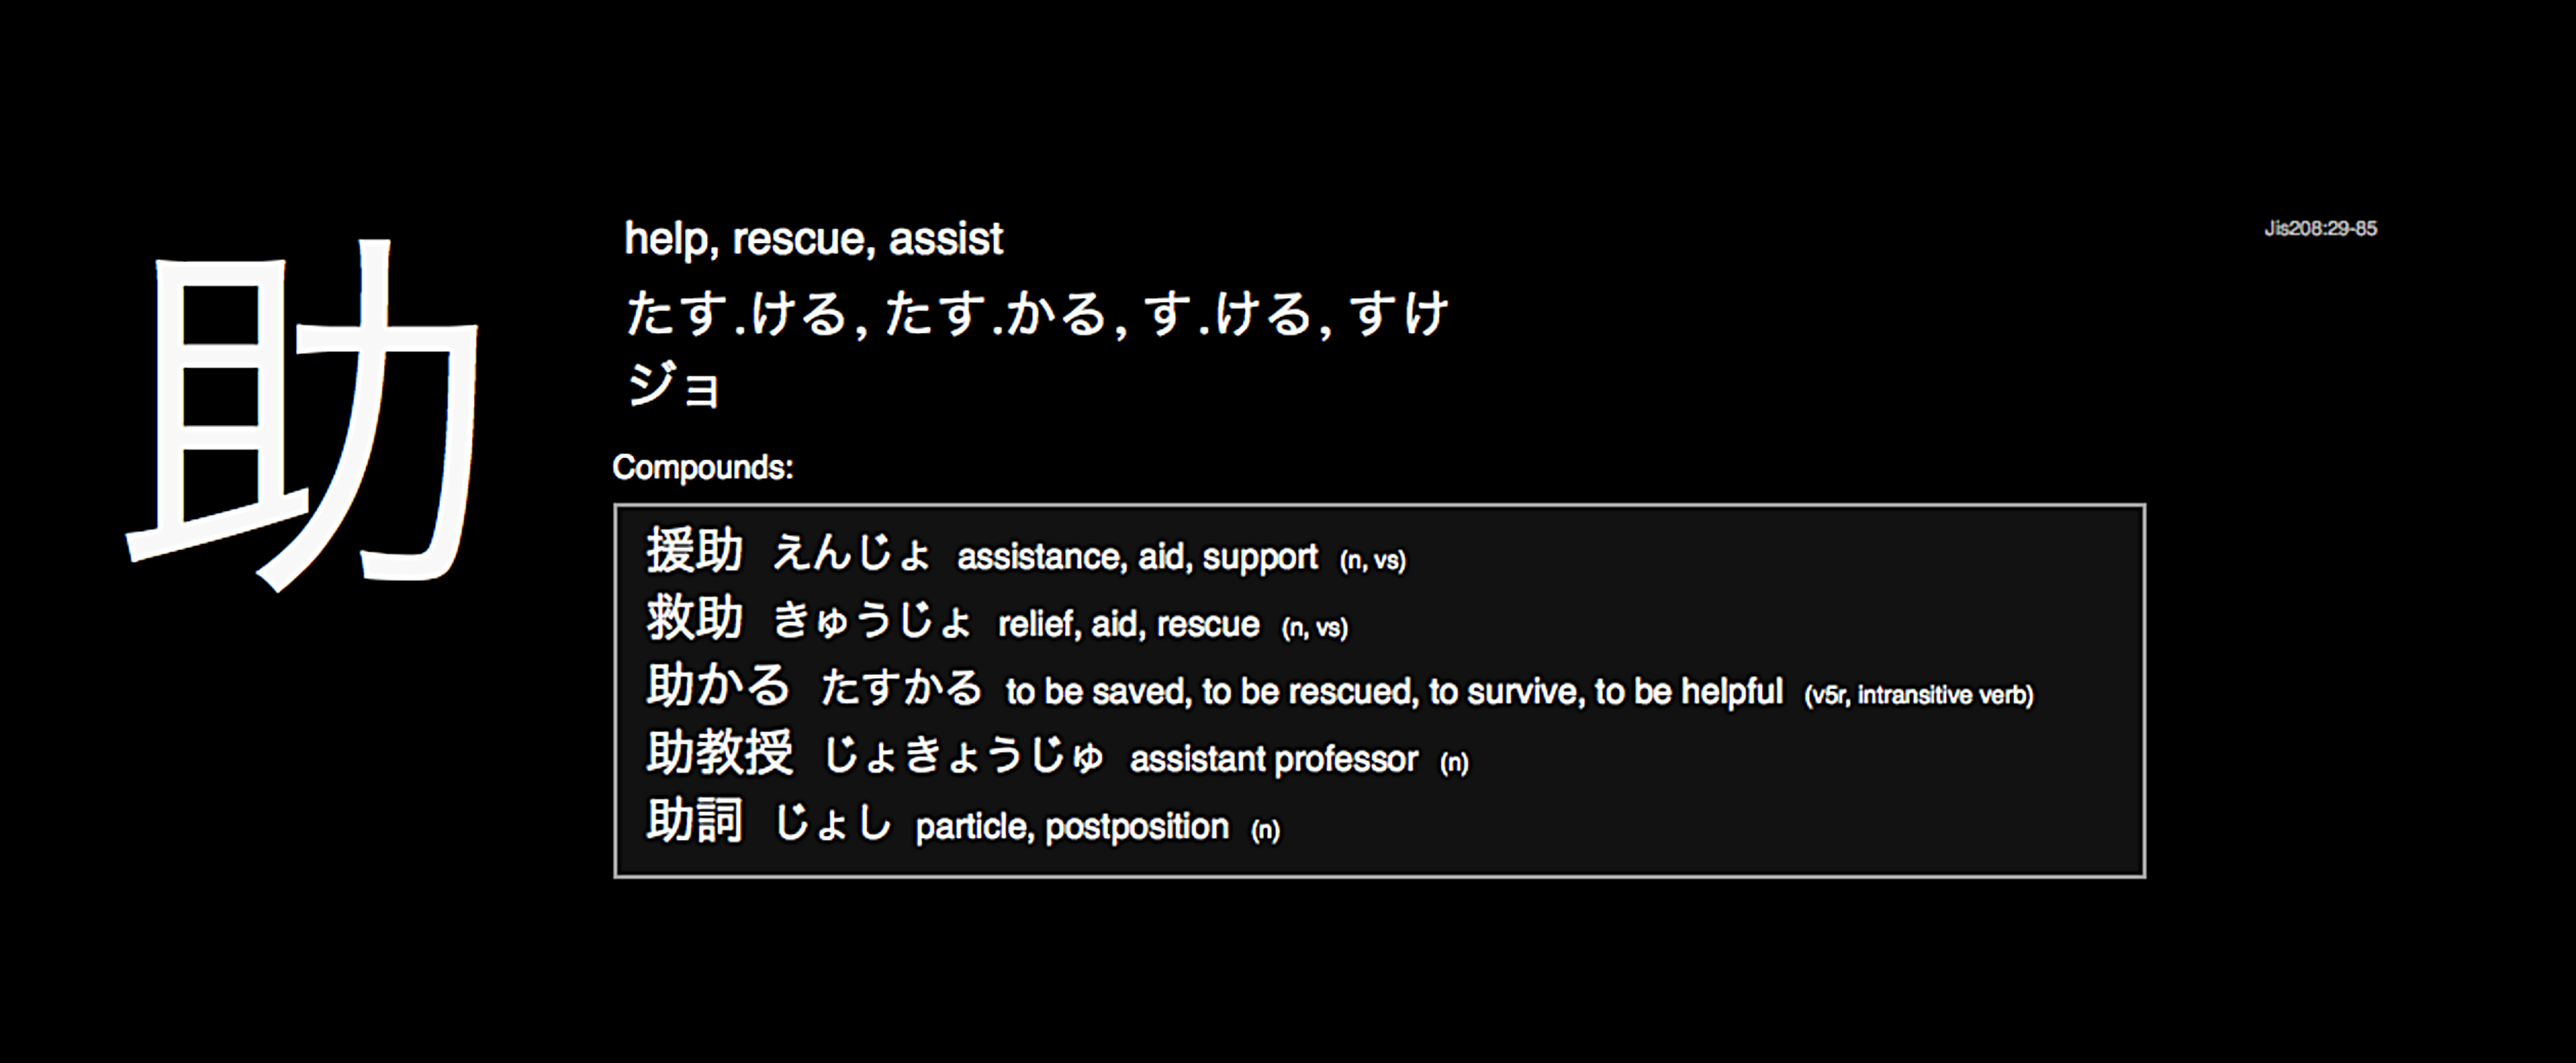 助
help, rescue, assist
Jis208:29-85
たす.ける, たす.かる, す.ける, すけ
ジョ
Compounds:
援助 えんじょ assistance, aid, support (n, vs)
救助 きゅうじょ relief, aid, rescue (n, vs)
助かる たすかる to be saved, to be rescued, to survive, to be helpful (v5r, intransitive verb)
助教授 じょきょうじゅ assistant professor (n)
助詞 じょし particle, postposition (n)